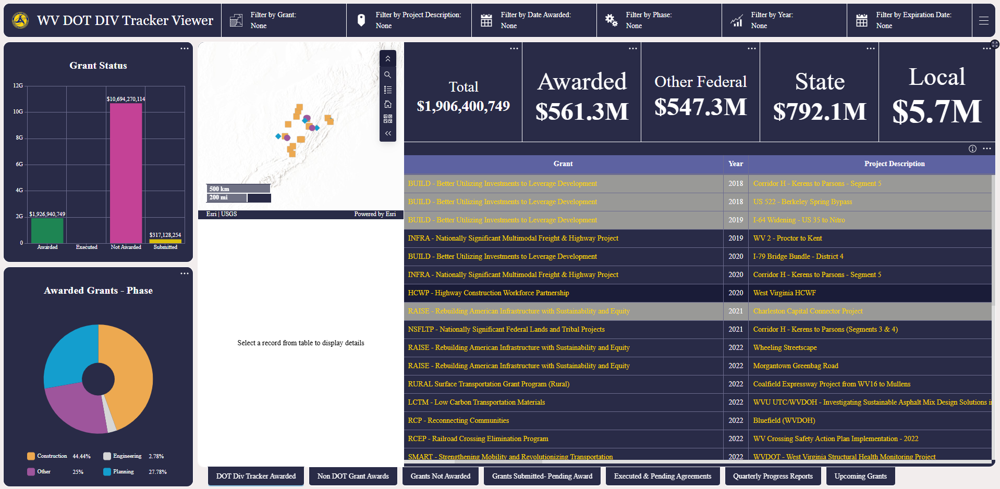 WV DOT DIV Tracker Viewer
Filter by Grant:
None
Filter by Project Description:
None
Filter by Date Awarded:
None
Filter by Phase:
None
Filter by Year:
None
Filter by Expiration Date:
None
Grant Status
12G
10G
8G
6G
4G
2G
0
$1,926,940,749
$10,694,270,114
$317,128,254
Awarded
Executed
Not Awarded
Submitted
Awarded Grants - Phase
Construction 44.44%
Engineering 2.78%
Other 25%
Planning 27.78%
500 km
200 mi
Esri | USGS
Powered by Esri
Select a record from table to display details
Total
$1,906,400,749
Awarded
$561.3M
Other Federal
$547.3M
State
$792.1M
Local
$5.7M
Grant Year Project Description
BUILD - Better Utilizing Investments to Leverage Development 2018 Corridor H - Kerens to Parsons - Segment 5
BUILD - Better Utilizing Investments to Leverage Development 2018 US 522 - Berkeley Spring Bypass
BUILD - Better Utilizing Investments to Leverage Development 2019 I-64 Widening - US 35 to Nitro
INFRA - Nationally Significant Multimodal Freight & Highway Project 2019 WV 2 - Proctor to Kent
BUILD - Better Utilizing Investments to Leverage Development 2020 I-79 Bridge Bundle - District 4
INFRA - Nationally Significant Multimodal Freight & Highway Project 2020 Corridor H - Kerens to Parsons - Segment 5
HCWP - Highway Construction Workforce Partnership 2020 West Virginia HCWF
RAISE - Rebuilding American Infrastructure with Sustainability and Equity 2021 Charleston Capital Connector Project
NSFLTP - Nationally Significant Federal Lands and Tribal Projects 2021 Corridor H - Kerens to Parsons (Segments 3 & 4)
RAISE - Rebuilding American Infrastructure with Sustainability and Equity 2022 Wheeling Streetscape
RAISE - Rebuilding American Infrastructure with Sustainability and Equity 2022 Morgantown Greenbag Road
RURAL Surface Transportation Grant Program (Rural) 2022 Coalfield Expressway Project from WV16 to Mullens
LCTM - Low Carbon Transportation Materials 2022 WVU UTC/WVDOH - Investigating Sustainable Asphalt Mix Design Solutions
RCP - Reconnecting Communities 2022 Bluefield (WVDOH)
RCEP - Railroad Crossing Elimination Program 2022 WV Crossing Safety Action Plan Implementation - 2022
SMART - Strengthening Mobility and Revolutionizing Transportation 2022 WVDOT - West Virginia Structural Health Monitoring Project
DOT Div Tracker Awarded
Non DOT Grant Awards
Grants Not Awarded
Grants Submitted- Pending Award
Executed & Pending Agreements
Quarterly Progress Reports
Upcoming Grants